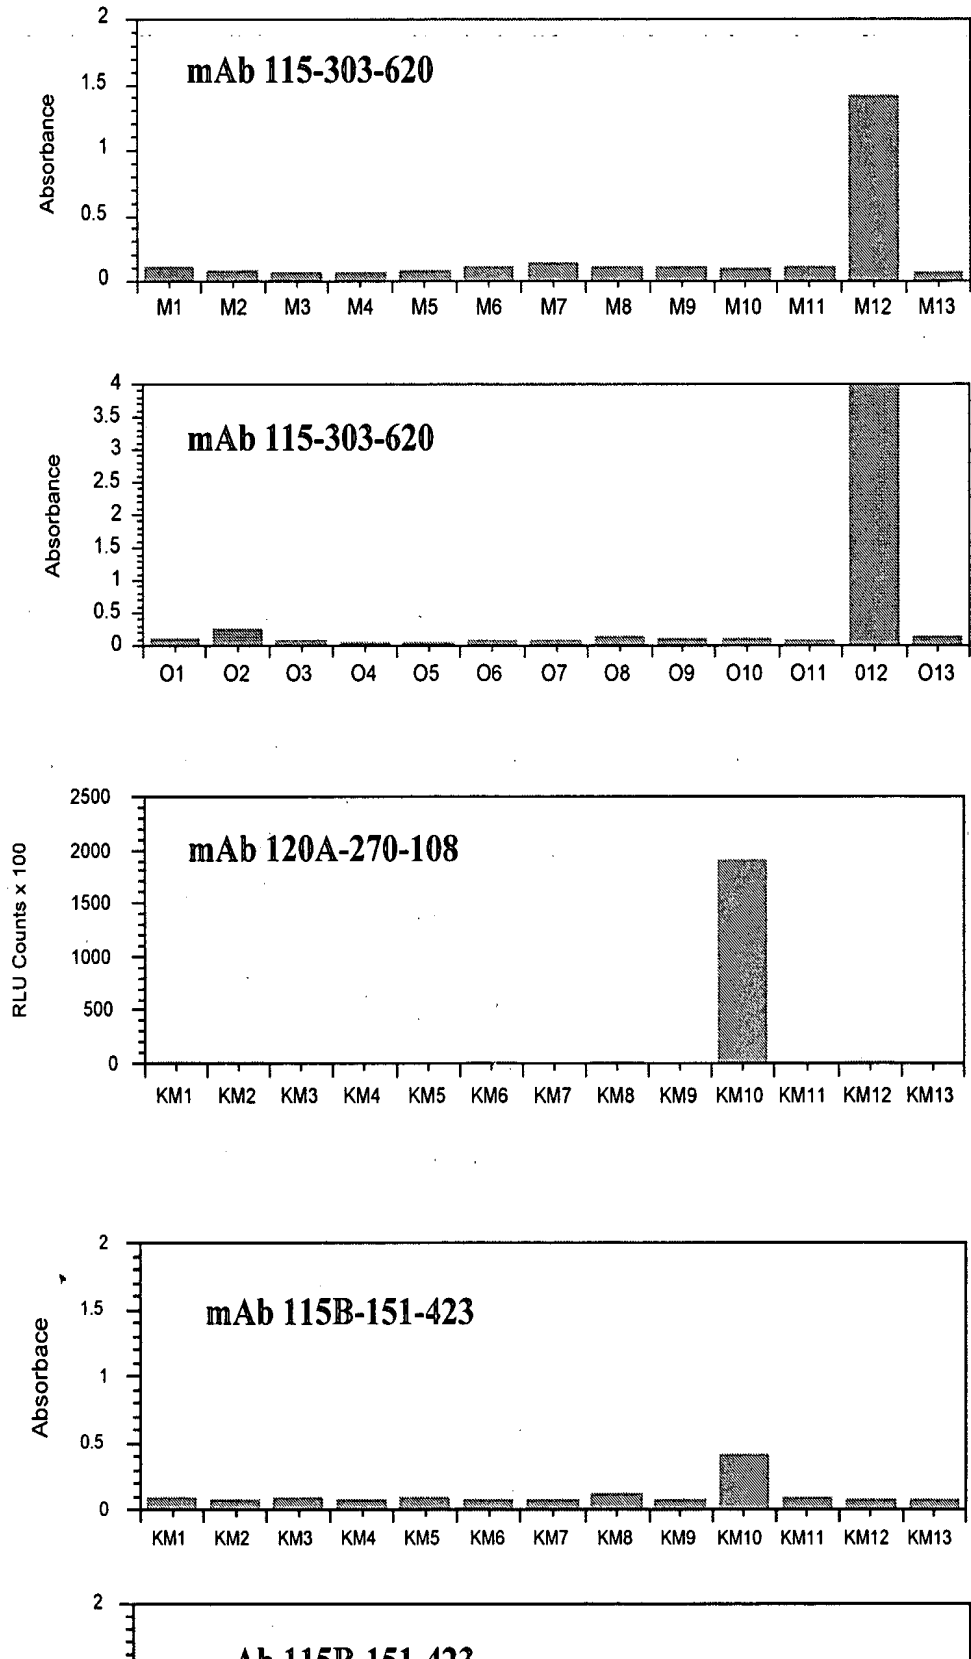 mAb 115-303-620
Absorbance
2
1.5
1
0.5
0
M1 M2 M3 M4 M5 M6 M7 M8 M9 M10 M11 M12 M13
mAb 115-303-620
Absorbance
4
3.5
3
2.5
2
1.5
1
0.5
0
O1 O2 O3 O4 O5 O6 O7 O8 O9 O10 O11 012 O13
mAb 120A-270-108
RLU Counts x 100
2500
2000
1500
1000
500
0
KM1 KM2 KM3 KM4 KM5 KM6 KM7 KM8 KM9 KM10 KM11 KM12 KM13
mAb 115B-151-423
Absorbace
2
1.5
1
0.5
0
KM1 KM2 KM3 KM4 KM5 KM6 KM7 KM8 KM9 KM10 KM11 KM12 KM13
2
Ab 115B-151-423